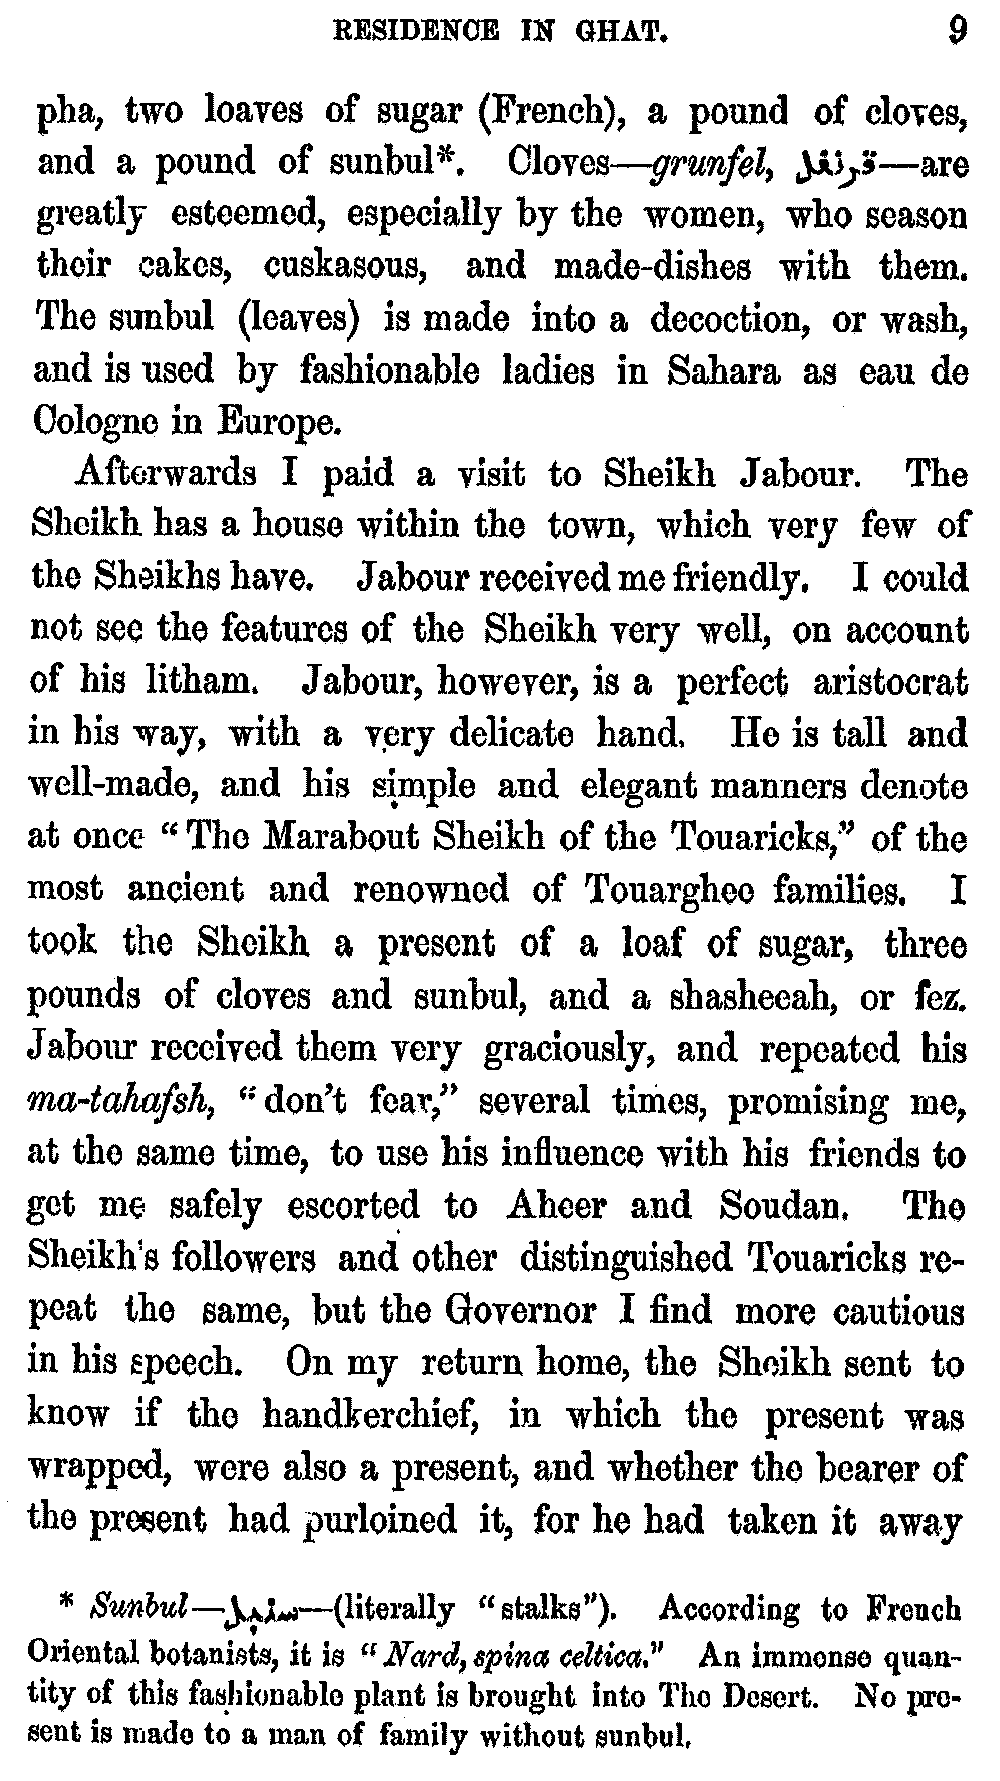 RESIDENCE IN GHAT. 9
pha, two loaves of sugar (French), a pound of cloves,
and a pound of sunbul*. Cloves—grunfel, قرنفل—are
greatly esteemed, especially by the women, who season
their cakes, cuskasous, and made-dishes with them.
The sunbul (leaves) is made into a decoction, or wash,
and is used by fashionable ladies in Sahara as eau de
Cologne in Europe.
Afterwards I paid a visit to Sheikh Jabour. The
Sheikh has a house within the town, which very few of
the Sheikhs have. Jabour received me friendly. I could
not see the features of the Sheikh very well, on account
of his litham. Jabour, however, is a perfect aristocrat
in his way, with a very delicate hand. He is tall and
well-made, and his simple and elegant manners denote
at once "The Marabout Sheikh of the Touaricks," of the
most ancient and renowned of Touarghee families. I
took the Sheikh a present of a loaf of sugar, three
pounds of cloves and sunbul, and a shasheeah, or fez.
Jabour received them very graciously, and repeated his
ma-tahafsh, "don't fear," several times, promising me,
at the same time, to use his influence with his friends to
get me safely escorted to Aheer and Soudan. The
Sheikh's followers and other distinguished Touaricks re-
peat the same, but the Governor I find more cautious
in his speech. On my return home, the Sheikh sent to
know if the handkerchief, in which the present was
wrapped, were also a present, and whether the bearer of
the present had purloined it, for he had taken it away
* Sunbul—سنبل—(literally "stalks"). According to French
Oriental botanists, it is "Nard, spina celtica." An immense quan-
tity of this fashionable plant is brought into The Desert. No pre-
sent is made to a man of family without sunbul.